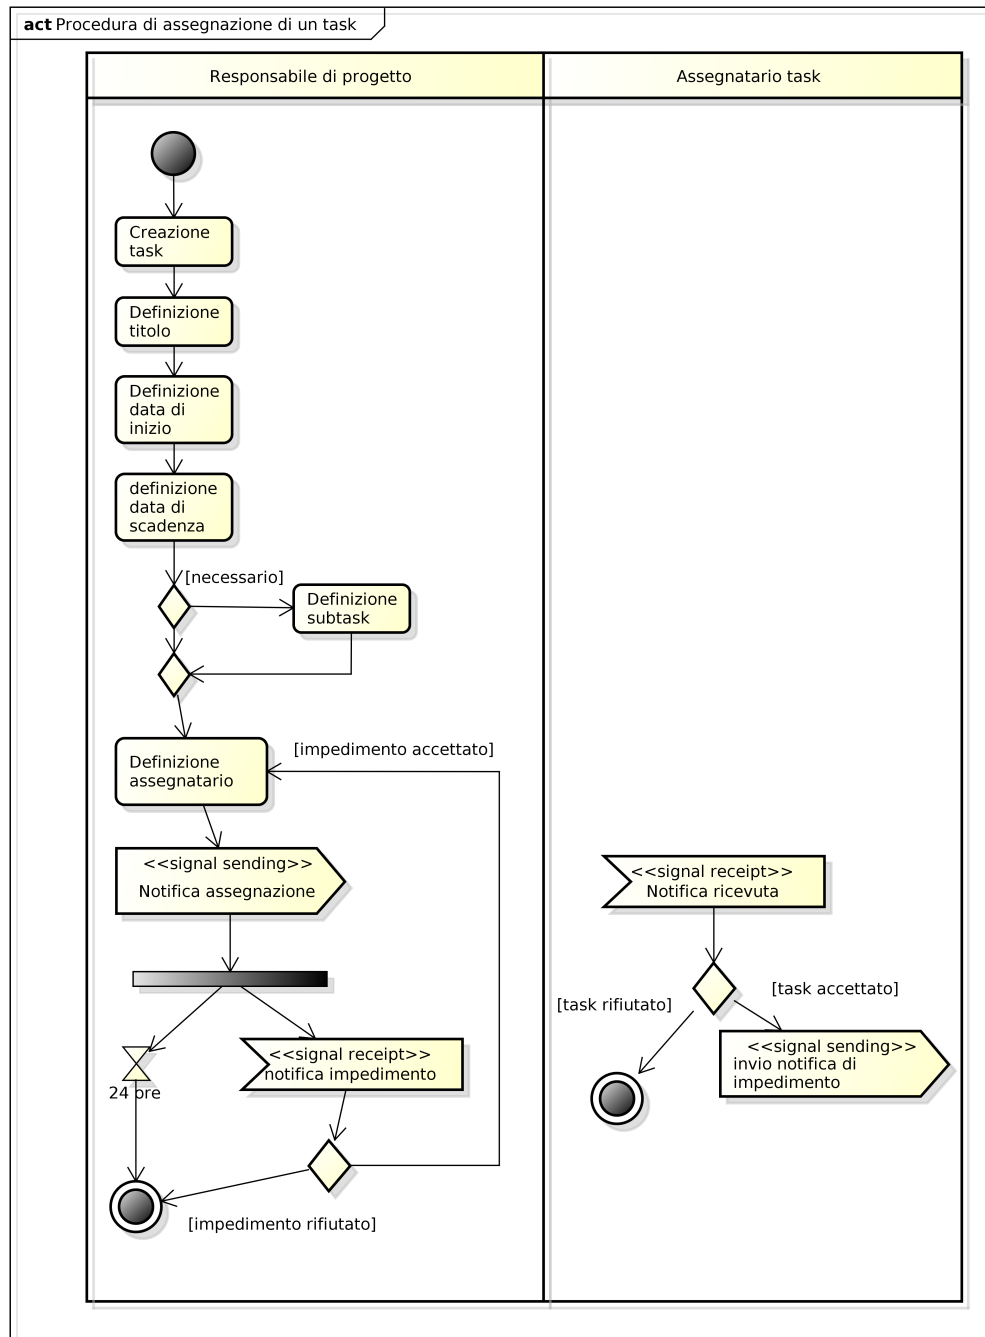 act Procedura di assegnazione di un task
Responsabile di progetto
Assegnatario task
Creazione
task
Definizione
titolo
Definizione
data di
inizio
definizione
data di
scadenza
[necessario]
Definizione
subtask
Definizione
assegnatario
[impedimento accettato]
<<signal sending>>
Notifica assegnazione
<<signal receipt>>
Notifica ricevuta
[task rifiutato]
[task accettato]
<<signal sending>>
invio notifica di
impedimento
<<signal receipt>>
notifica impedimento
24 ore
[impedimento rifiutato]